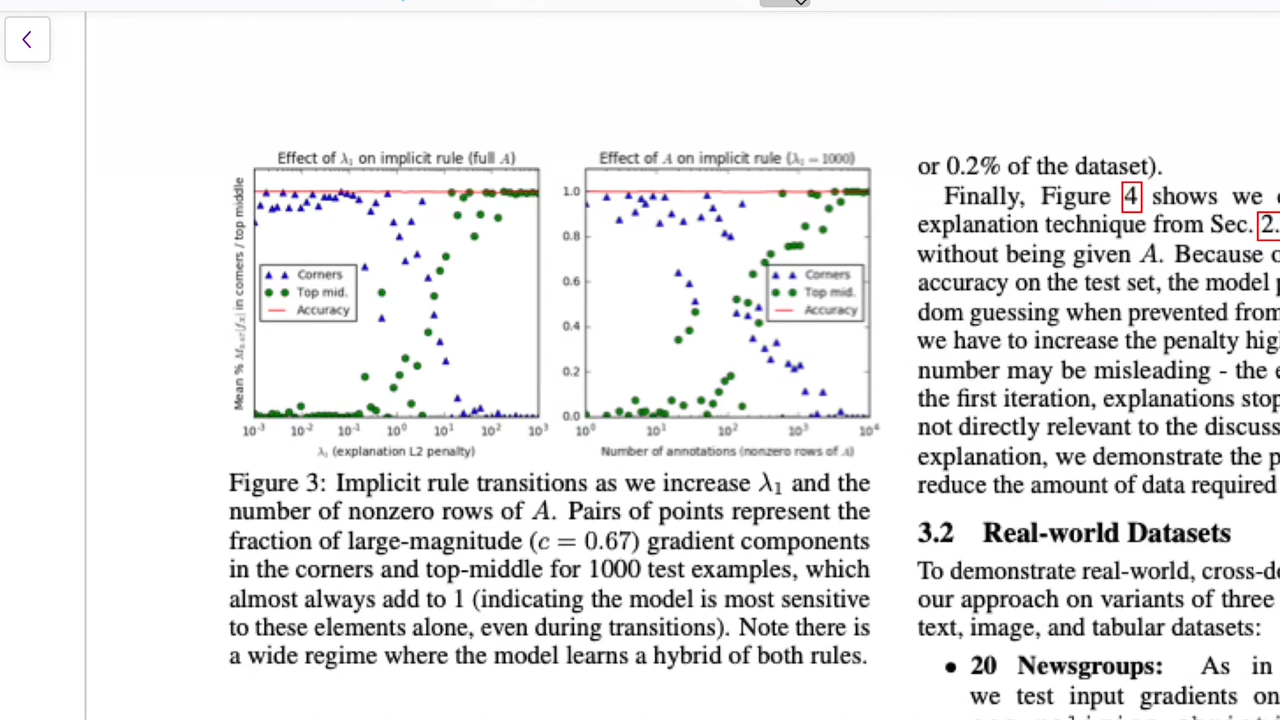 Effect of λ₁ on implicit rule (full A)
Mean % M₀.₆₇[fₓ] in corners / top middle
Corners
Top mid.
Accuracy
10⁻³ 10⁻² 10⁻¹ 10⁰ 10¹ 10² 10³
λ₁ (explanation L2 penalty)
Effect of A on implicit rule (λ₁ = 1000)
1.0
0.8
0.6
0.4
0.2
0.0
Corners
Top mid.
Accuracy
10⁰ 10¹ 10² 10³ 10⁴
Number of annotations (nonzero rows of A)
Figure 3: Implicit rule transitions as we increase λ₁ and the
number of nonzero rows of A. Pairs of points represent the
fraction of large-magnitude (c = 0.67) gradient components
in the corners and top-middle for 1000 test examples, which
almost always add to 1 (indicating the model is most sensitive
to these elements alone, even during transitions). Note there is
a wide regime where the model learns a hybrid of both rules.
or 0.2% of the dataset).
Finally, Figure 4 shows we
explanation technique from Sec. 2.
without being given A. Because
accuracy on the test set, the model
dom guessing when prevented from
we have to increase the penalty hig
number may be misleading - the
the first iteration, explanations stop
not directly relevant to the discuss
explanation, we demonstrate the p
reduce the amount of data required
3.2 Real-world Datasets
To demonstrate real-world, cross-d
our approach on variants of three
text, image, and tabular datasets:
• 20 Newsgroups: As in
we test input gradients on